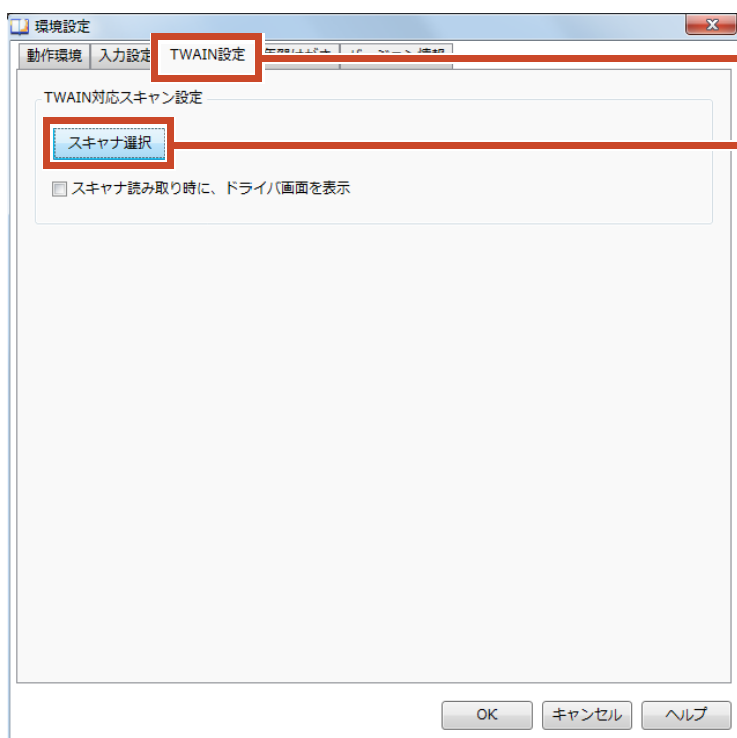 環境設定
動作環境
入力設定
TWAIN設定
TWAIN対応スキャン設定
スキャナ選択
スキャナ読み取り時に、ドライバ画面を表示
OK
キャンセル
ヘルプ